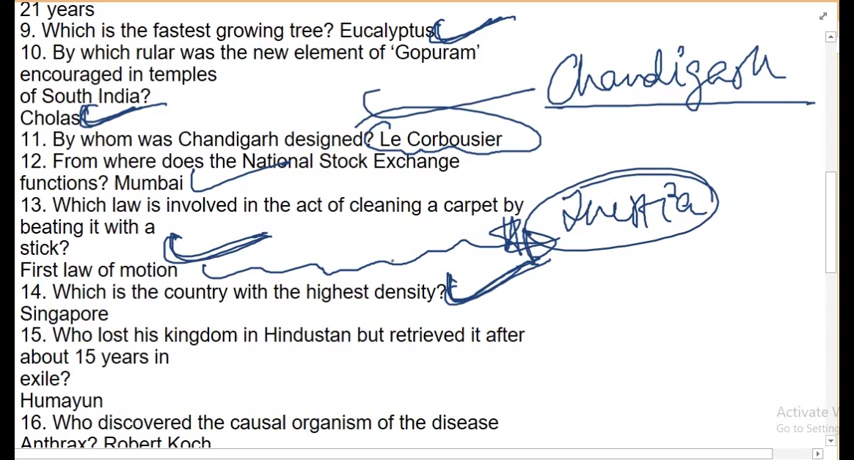 21 years
9. Which is the fastest growing tree? Eucalyptus
10. By which rular was the new element of ‘Gopuram’
encouraged in temples
of South India?
Cholas
Chandigarh
11. By whom was Chandigarh designed? Le Corbousier
12. From where does the National Stock Exchange
functions? Mumbai
13. Which law is involved in the act of cleaning a carpet by
beating it with a
stick?
Inertia
First law of motion
14. Which is the country with the highest density?
Singapore
15. Who lost his kingdom in Hindustan but retrieved it after
about 15 years in
exile?
Humayun
16. Who discovered the causal organism of the disease
Anthrax? Robert Koch
Activate
Go to Setting